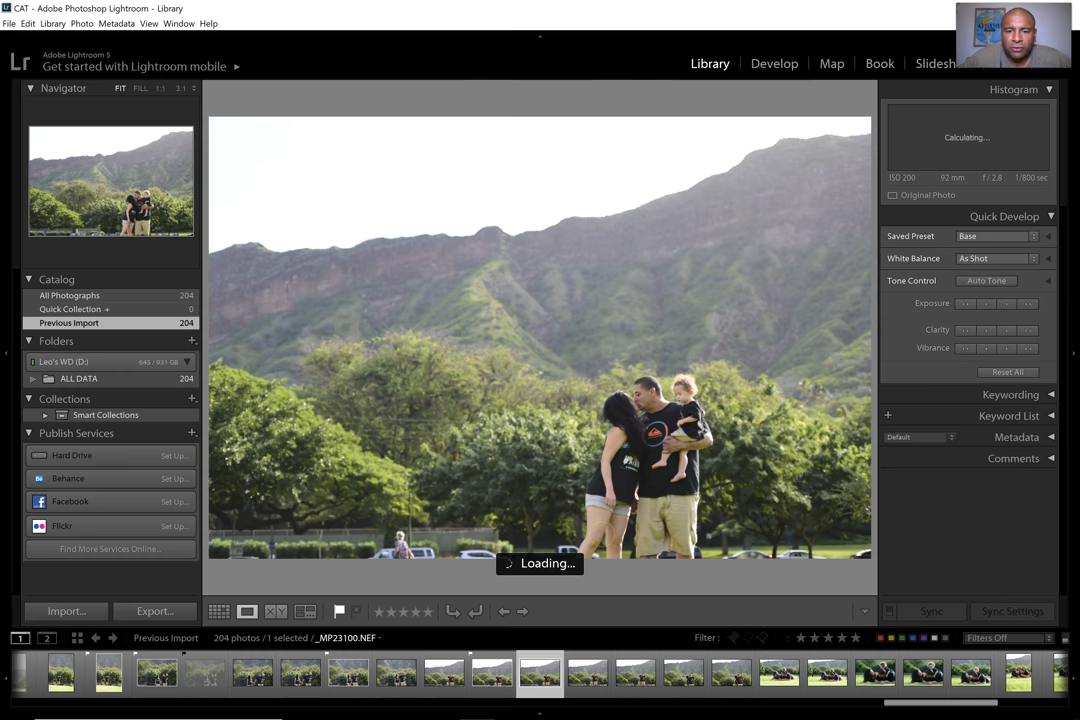 CAT - Adobe Photoshop Lightroom - Library
File Edit Library Photo Metadata View Window Help
Lr
Adobe Lightroom 5
Get started with Lightroom mobile
Library | Develop | Map | Book | Slidesh
Navigator FIT FILL 1:1 3:1
Catalog
All Photographs 204
Quick Collection + 0
Previous Import 204
Folders +
Leo's WD (D:) 645 / 931 GB
ALL DATA 204
Collections +
Smart Collections
Publish Services +
Hard Drive Set Up...
Bē Behance Set Up...
f Facebook Set Up...
Flickr Set Up...
Find More Services Online...
Import... Export...
Loading...
X Y
Histogram
Calculating...
ISO 200 92 mm f / 2.8 1/800 sec
Original Photo
Quick Develop
Saved Preset Base
White Balance As Shot
Tone Control Auto Tone
Exposure
Clarity
Vibrance
Reset All
Keywording
+ Keyword List
Default Metadata
Comments
Sync Sync Settings
1 2 Previous Import 204 photos / 1 selected / _MP23100.NEF Filter : Filters Off